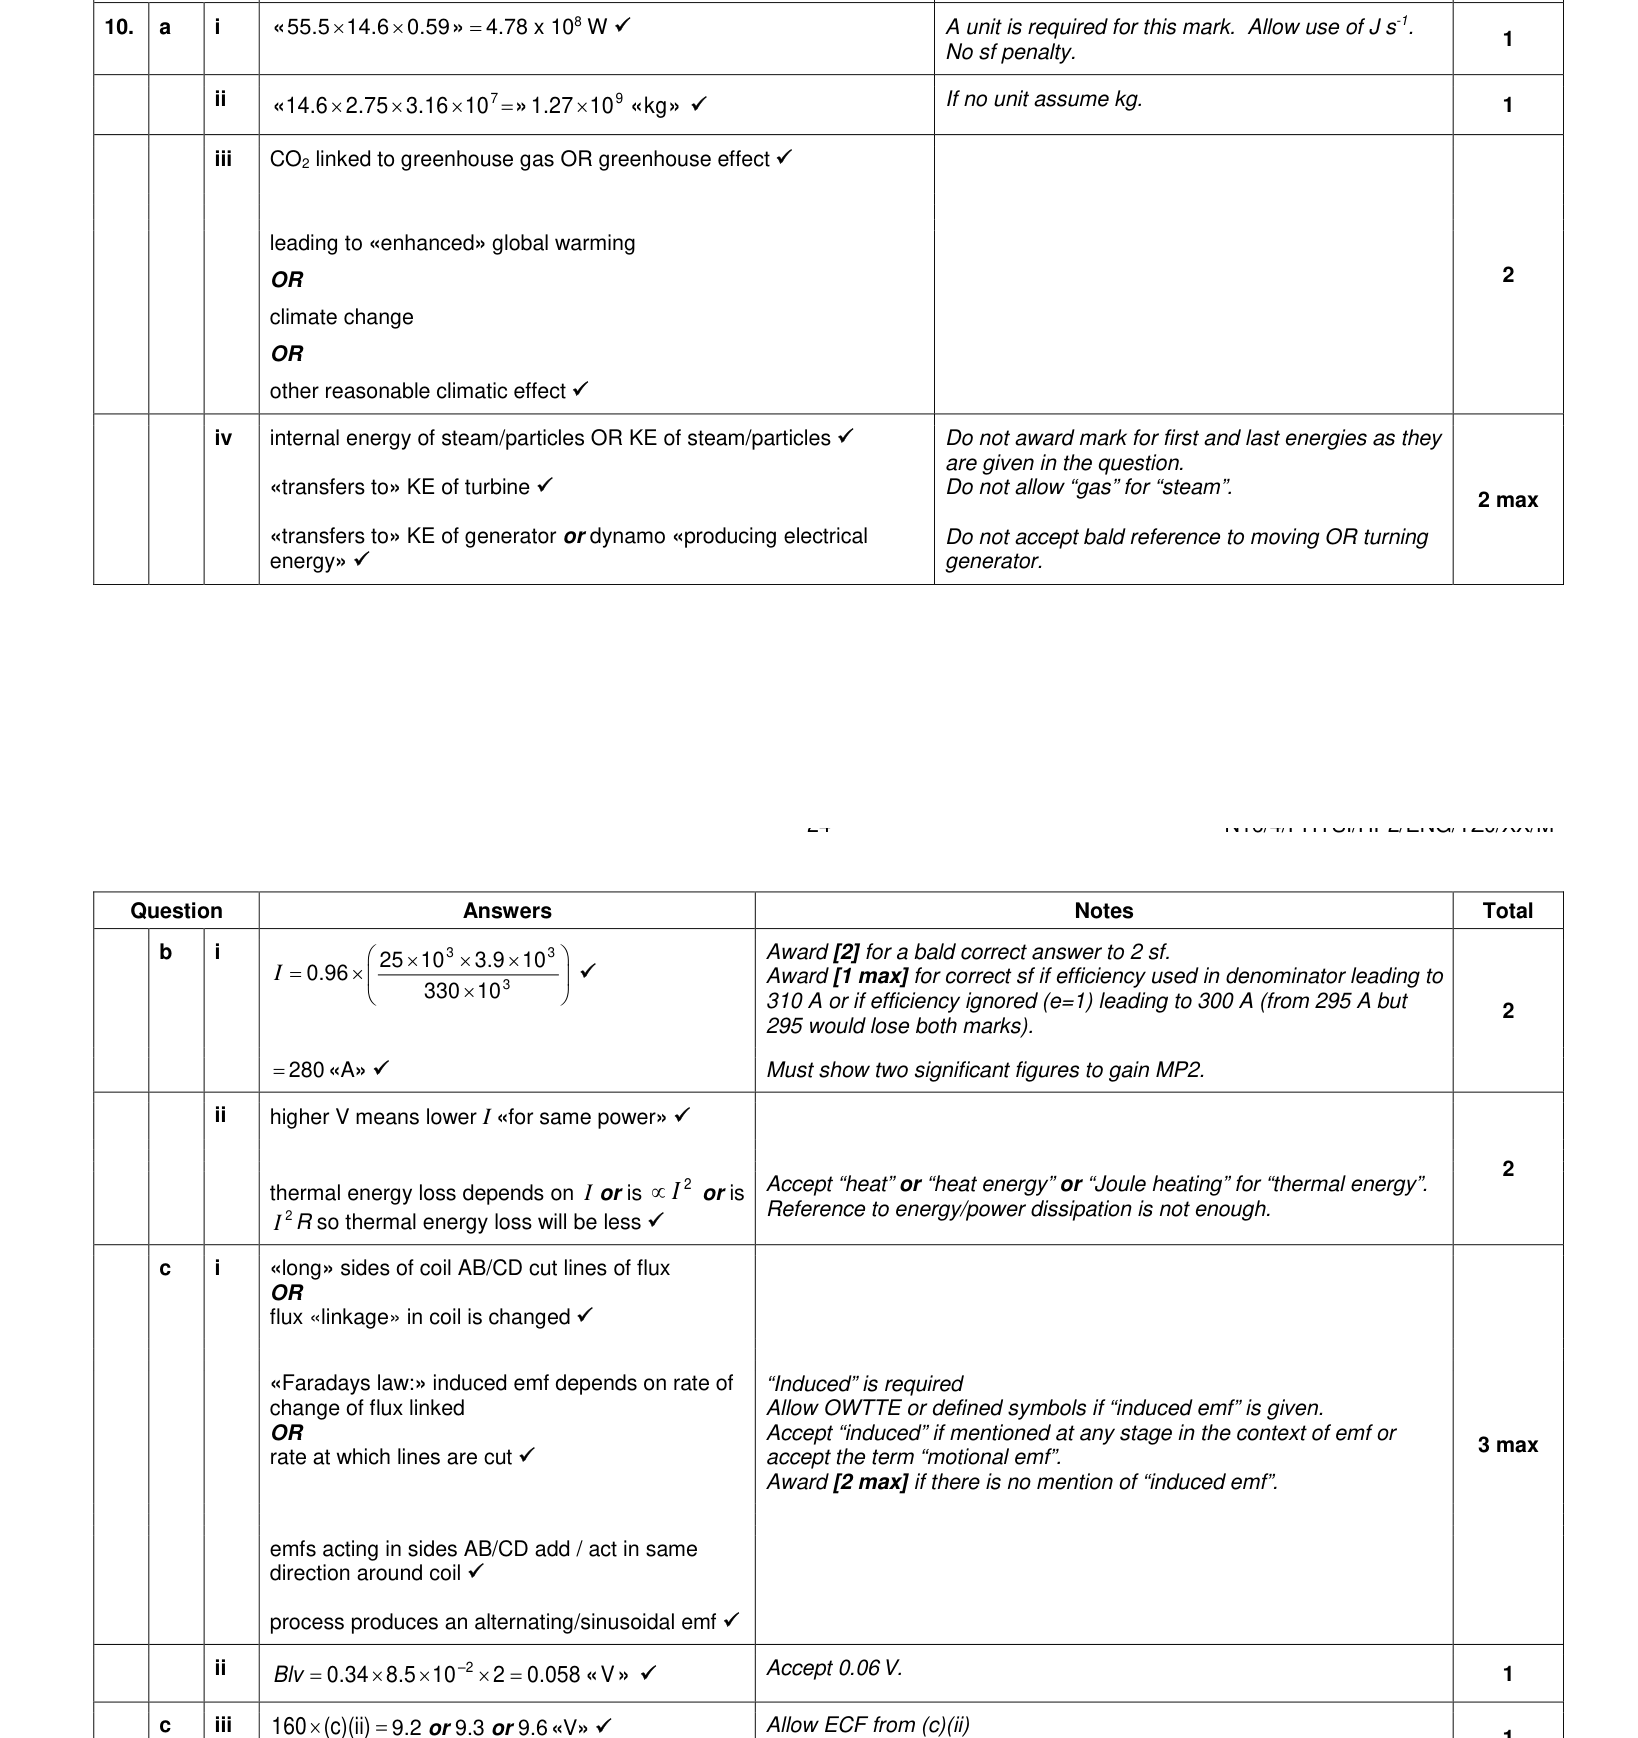 10. a i «55.5×14.6×0.59» = 4.78 x 10⁸ W ✓ A unit is required for this mark. Allow use of J s⁻¹.
No sf penalty. 1
ii «14.6×2.75×3.16×10⁷=» 1.27×10⁹ «kg» ✓ If no unit assume kg. 1
iii CO₂ linked to greenhouse gas OR greenhouse effect ✓
leading to «enhanced» global warming
OR
climate change
OR
other reasonable climatic effect ✓
2
iv internal energy of steam/particles OR KE of steam/particles ✓
«transfers to» KE of turbine ✓
«transfers to» KE of generator or dynamo «producing electrical
energy» ✓
Do not award mark for first and last energies as they
are given in the question.
Do not allow “gas” for “steam”.
Do not accept bald reference to moving OR turning
generator.
2 max
Question Answers Notes Total
b i I = 0.96×(25×10³×3.9×10³ / 330×10³) ✓
= 280 «A» ✓
Award [2] for a bald correct answer to 2 sf.
Award [1 max] for correct sf if efficiency used in denominator leading to
310 A or if efficiency ignored (e=1) leading to 300 A (from 295 A but
295 would lose both marks).
Must show two significant figures to gain MP2.
2
ii higher V means lower I «for same power» ✓
thermal energy loss depends on I or is ∝ I² or is
I²R so thermal energy loss will be less ✓
Accept “heat” or “heat energy” or “Joule heating” for “thermal energy”.
Reference to energy/power dissipation is not enough.
2
c i «long» sides of coil AB/CD cut lines of flux
OR
flux «linkage» in coil is changed ✓
«Faradays law:» induced emf depends on rate of
change of flux linked
OR
rate at which lines are cut ✓
emfs acting in sides AB/CD add / act in same
direction around coil ✓
process produces an alternating/sinusoidal emf ✓
“Induced” is required
Allow OWTTE or defined symbols if “induced emf” is given.
Accept “induced” if mentioned at any stage in the context of emf or
accept the term “motional emf”.
Award [2 max] if there is no mention of “induced emf”.
3 max
ii Blv = 0.34×8.5×10⁻²×2 = 0.058 «V» ✓ Accept 0.06 V. 1
c iii 160×(c)(ii) = 9.2 or 9.3 or 9.6 «V» ✓ Allow ECF from (c)(ii)